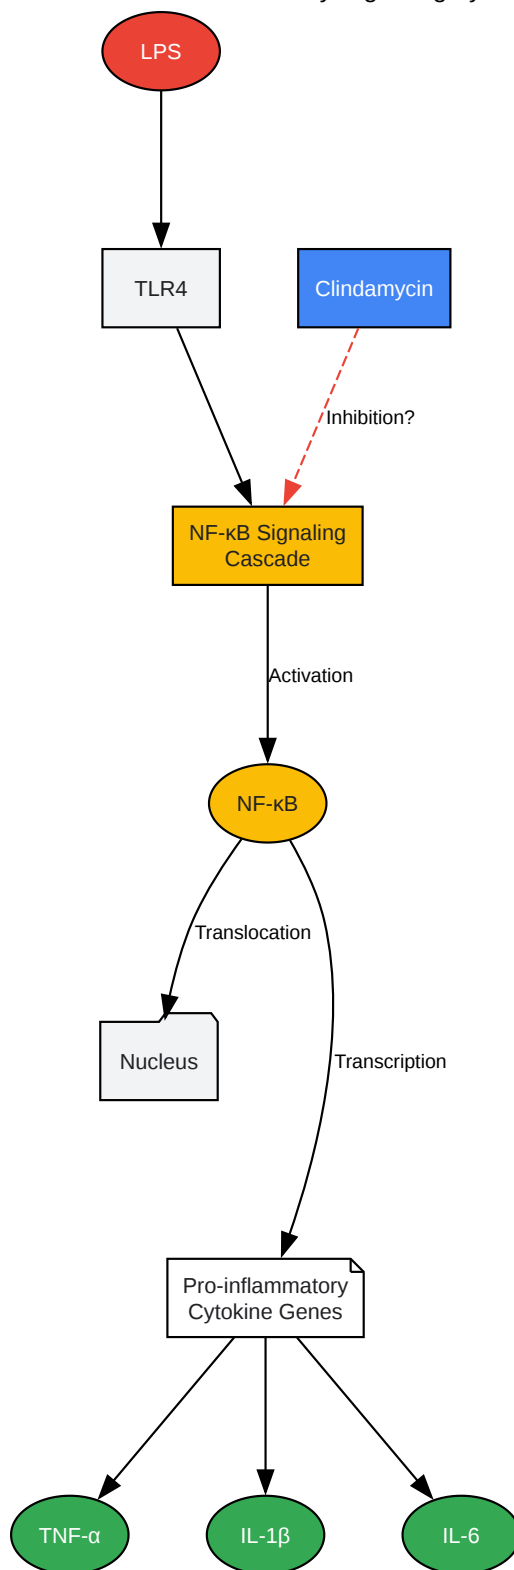 LPS
TLR4
Clindamycin
Inhibition?
NF-κB Signaling
Cascade
Activation
NF-κB
Translocation
Nucleus
Transcription
Pro-inflammatory
Cytokine Genes
TNF-α
IL-1β
IL-6